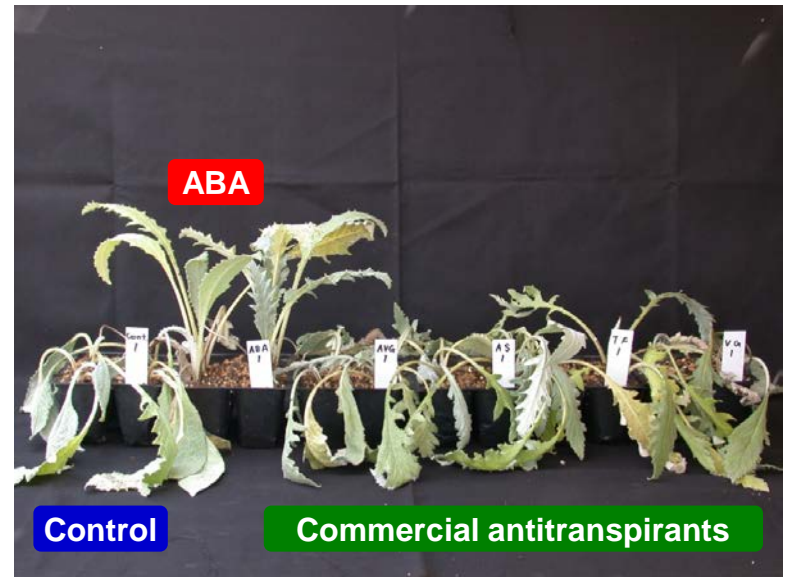 ABA
Cont
1
ABA
1
AVG
1
AS
1
TF
1
VG
1
Control
Commercial antitranspirants